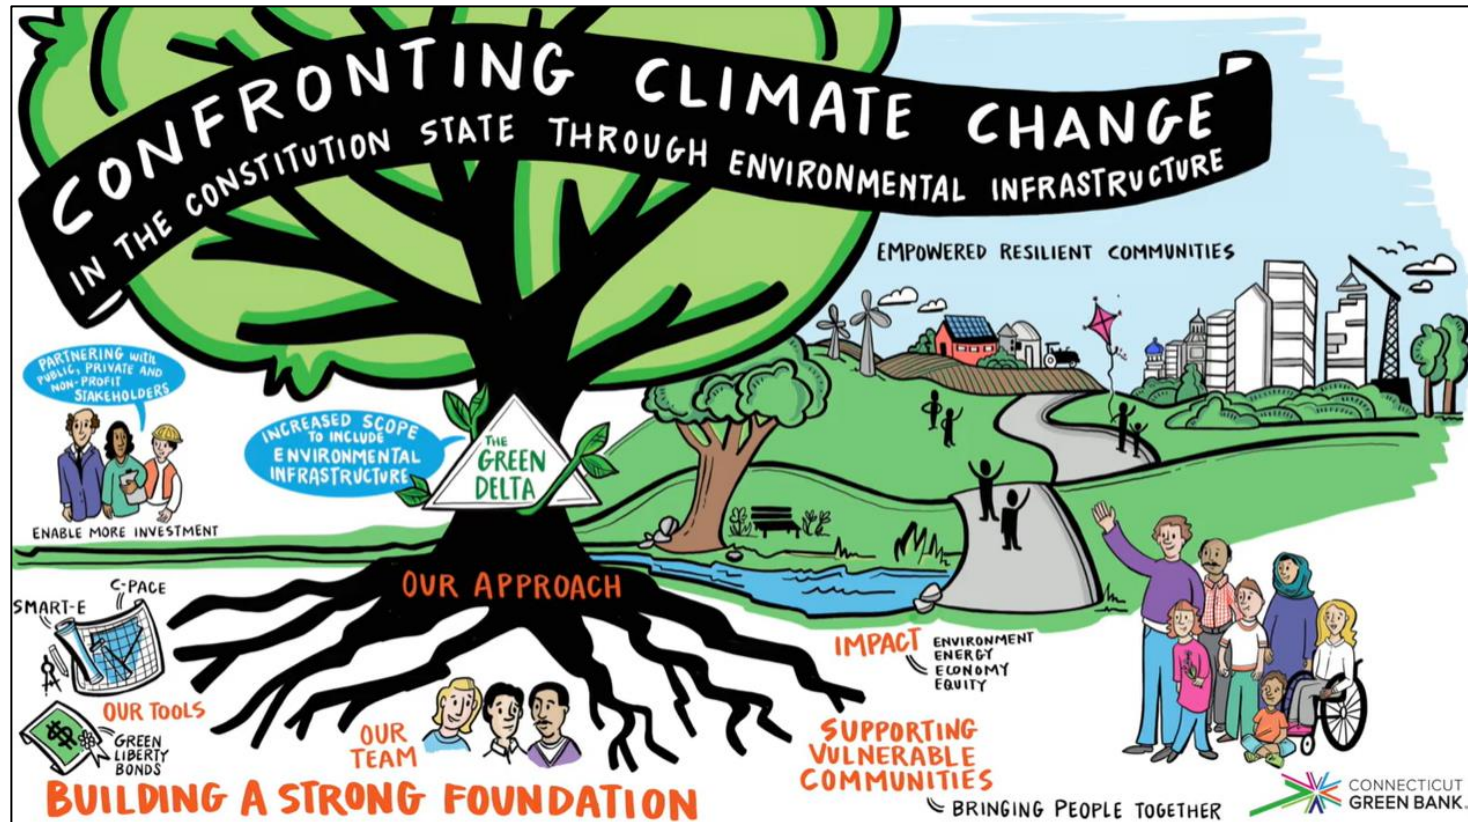 CONFRONTING CLIMATE CHANGE
IN THE CONSTITUTION STATE THROUGH ENVIRONMENTAL INFRASTRUCTURE
EMPOWERED RESILIENT COMMUNITIES
PARTNERING with
PUBLIC, PRIVATE AND
NON-PROFIT
STAKEHOLDERS
ENABLE MORE INVESTMENT
INCREASED SCOPE
TO INCLUDE
ENVIRONMENTAL
INFRASTRUCTURE
THE
GREEN
DELTA
OUR APPROACH
C-PACE
SMART-E
OUR TOOLS
$
GREEN
LIBERTY
BONDS
OUR
TEAM
BUILDING A STRONG FOUNDATION
IMPACT
ENVIRONMENT
ENERGY
ECONOMY
EQUITY
SUPPORTING
VULNERABLE
COMMUNITIES
BRINGING PEOPLE TOGETHER
CONNECTICUT
GREEN BANK